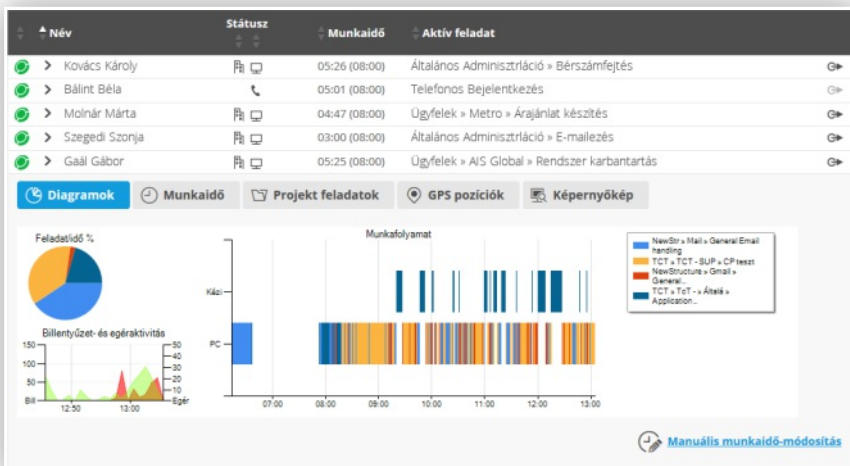 Név Státusz Munkaidő Aktív feladat
Kovács Károly 05:26 (08:00) Általános Adminisztrláció » Bérszámfejtés
Bálint Béla 05:01 (08:00) Telefonos Bejelentkezés
Molnár Márta 04:47 (08:00) Ügyfelek » Metro » Árajánlat készítés
Szegedi Szonja 03:00 (08:00) Általános Adminisztrláció » E-mailezés
Gaál Gábor 05:25 (08:00) Ügyfelek » AIS Global » Rendszer karbantartás
Diagramok Munkaidő Projekt feladatok GPS pozíciók Képernyőkép
Feladat/idő %
Billentyűzet- és egéraktivitás
150 50
40
100 30
50 20
10
Bill Egér
12:50 13:00
Munkafolyamat
Kézi
PC
07:00 08:00 09:00 10:00 11:00 12:00 13:00
NewStr » Mail » General Email
handling
TCT » TCT - SUP » CP teszt
NewStructure » Gmail »
General...
TCT » TcT - » Általá »
Application...
Manuális munkaidő-módosítás